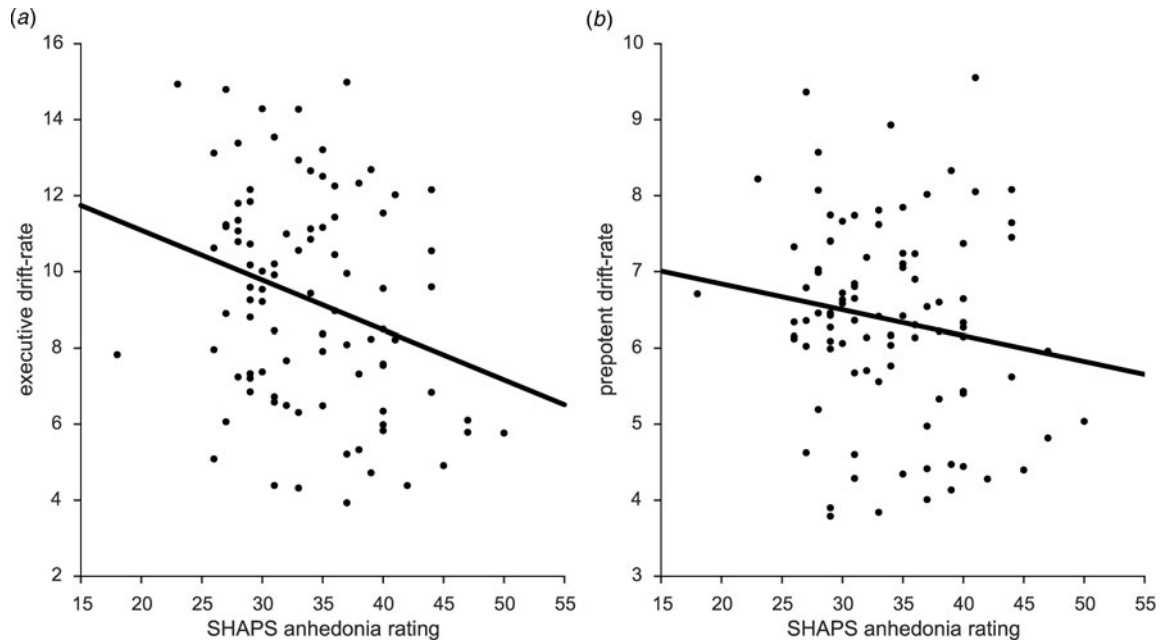 (a)
16
14
12
10
8
6
4
2
executive drift-rate
15 20 25 30 35 40 45 50 55
SHAPS anhedonia rating
(b)
10
9
8
7
6
5
4
3
prepotent drift-rate
15 20 25 30 35 40 45 50 55
SHAPS anhedonia rating